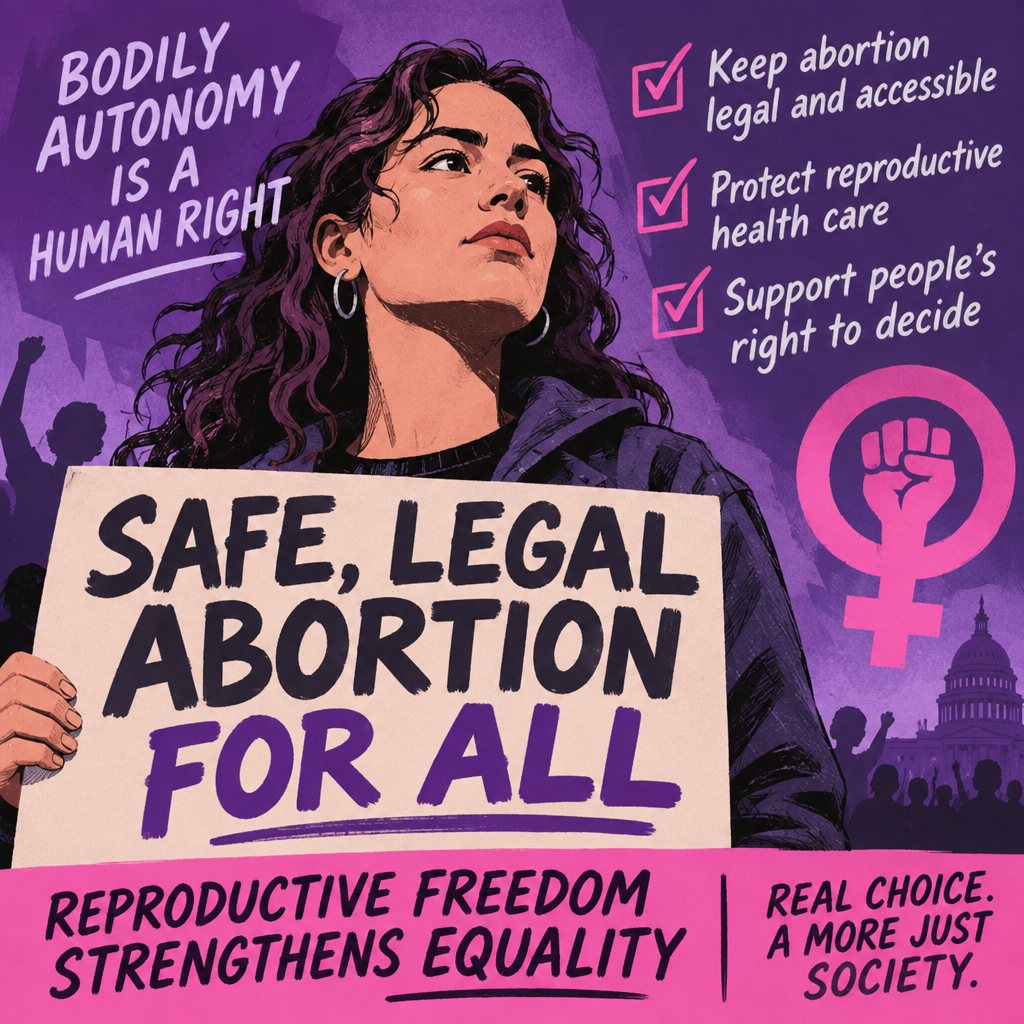 BODILY
AUTONOMY
IS A
HUMAN RIGHT
Keep abortion
legal and accessible
Protect reproductive
health care
Support people's
right to decide
SAFE, LEGAL
ABORTION
FOR ALL
REPRODUCTIVE FREEDOM
STRENGTHENS EQUALITY
REAL CHOICE.
A MORE JUST
SOCIETY.